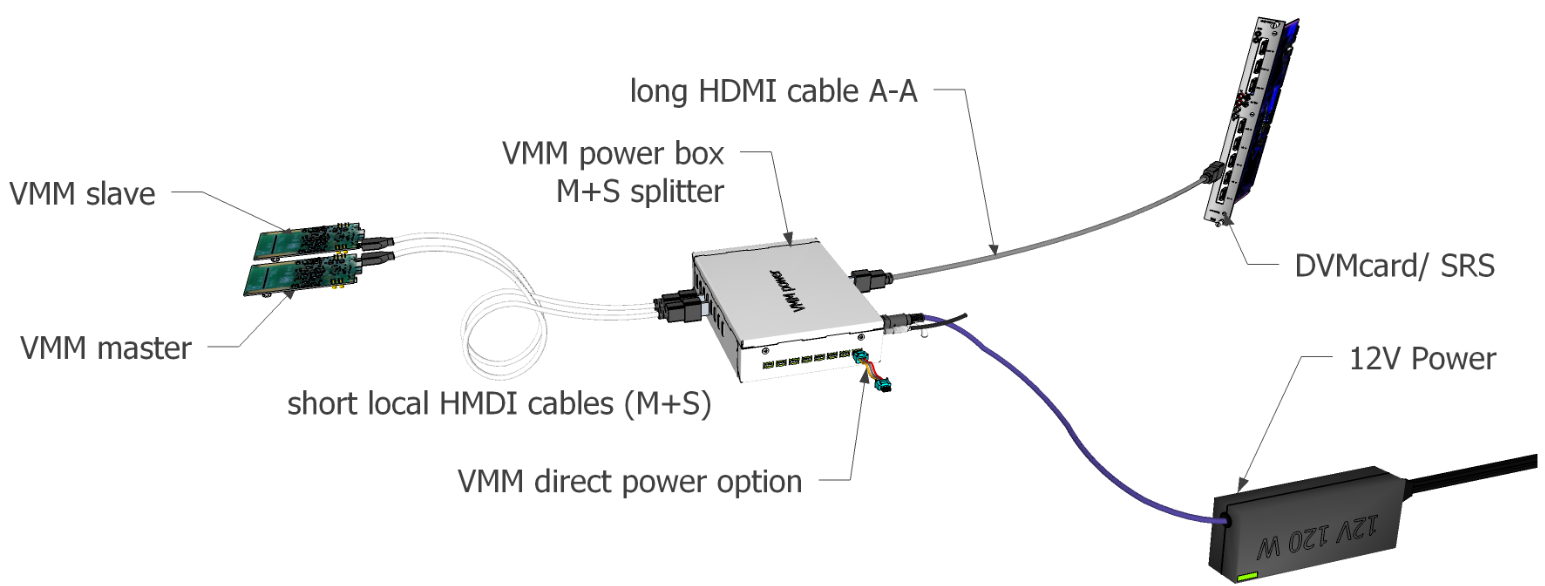 long HDMI cable A-A
VMM power box
M+S splitter
VMM slave
DVMcard/ SRS
VMM power
VMM master
12V Power
short local HMDI cables (M+S)
VMM direct power option
12V 120 W